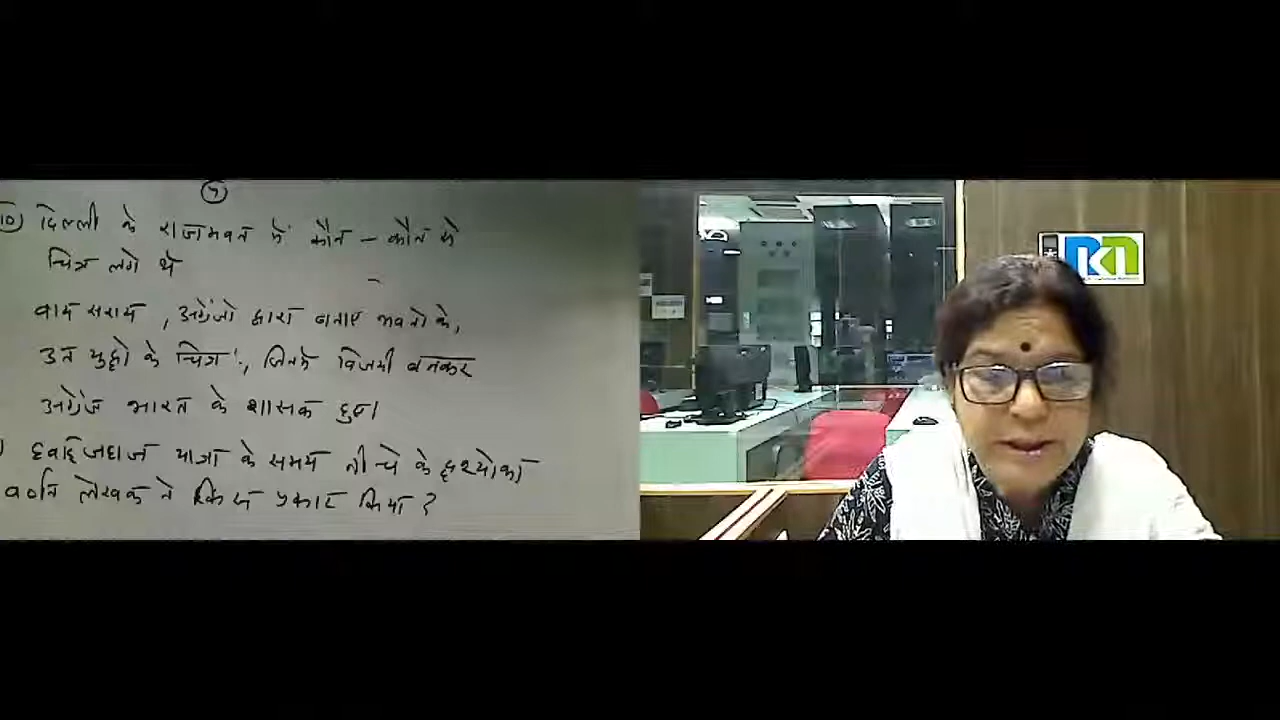 ५
10) दिल्ली के राजभवन में कौन - कौन से
चित्र लगे थे
वायसराय, अंग्रेजो द्वारा बनाए भवनो के,
उन युद्धो के चित्र, जिनके विजयी बनकर
अंग्रेज भारत के शासक हुए।
) हवाई जहाज यात्रा के समय नीचे के दृश्यो का
वर्णन लेखक ने किस प्रकार किया ?